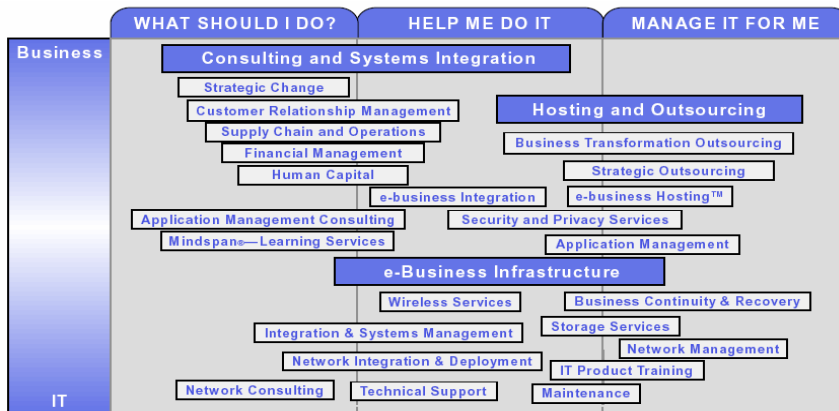 WHAT SHOULD I DO?
HELP ME DO IT
MANAGE IT FOR ME
Business
Consulting and Systems Integration
Strategic Change
Customer Relationship Management
Hosting and Outsourcing
Supply Chain and Operations
Business Transformation Outsourcing
Financial Management
Strategic Outsourcing
Human Capital
e-business Integration
e-business Hosting™
Application Management Consulting
Security and Privacy Services
Mindspan®—Learning Services
Application Management
e-Business Infrastructure
Wireless Services
Business Continuity & Recovery
Integration & Systems Management
Storage Services
Network Management
Network Integration & Deployment
IT Product Training
Network Consulting
Technical Support
Maintenance
IT